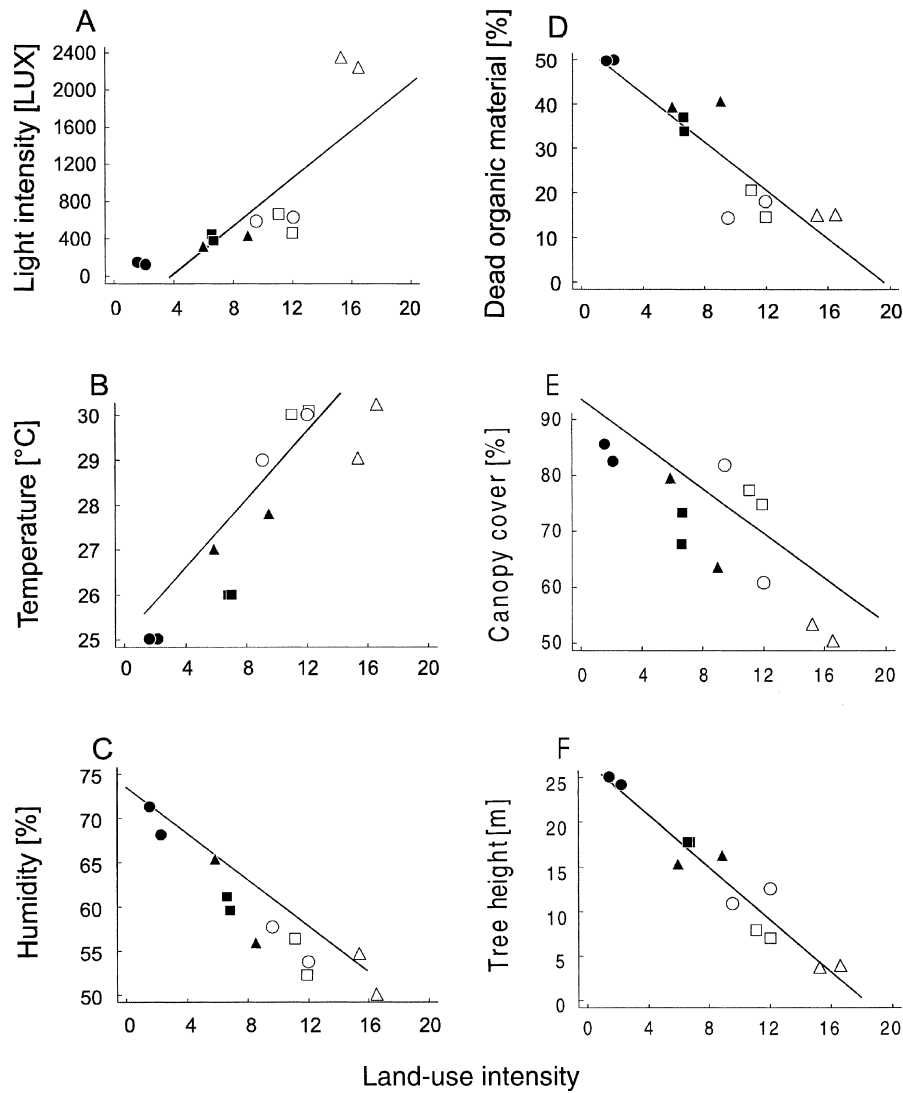 A
Light intensity [LUX]
2400
2000
1600
1200
800
400
0
0 4 8 12 16 20
D
Dead organic material [%]
50
40
30
20
10
0
0 4 8 12 16 20
B
Temperature [°C]
30
29
28
27
26
25
0 4 8 12 16 20
E
Canopy cover [%]
90
80
70
60
50
0 4 8 12 16 20
C
Humidity [%]
75
70
65
60
55
50
0 4 8 12 16 20
F
Tree height [m]
25
20
15
10
5
0
0 4 8 12 16 20
Land-use intensity